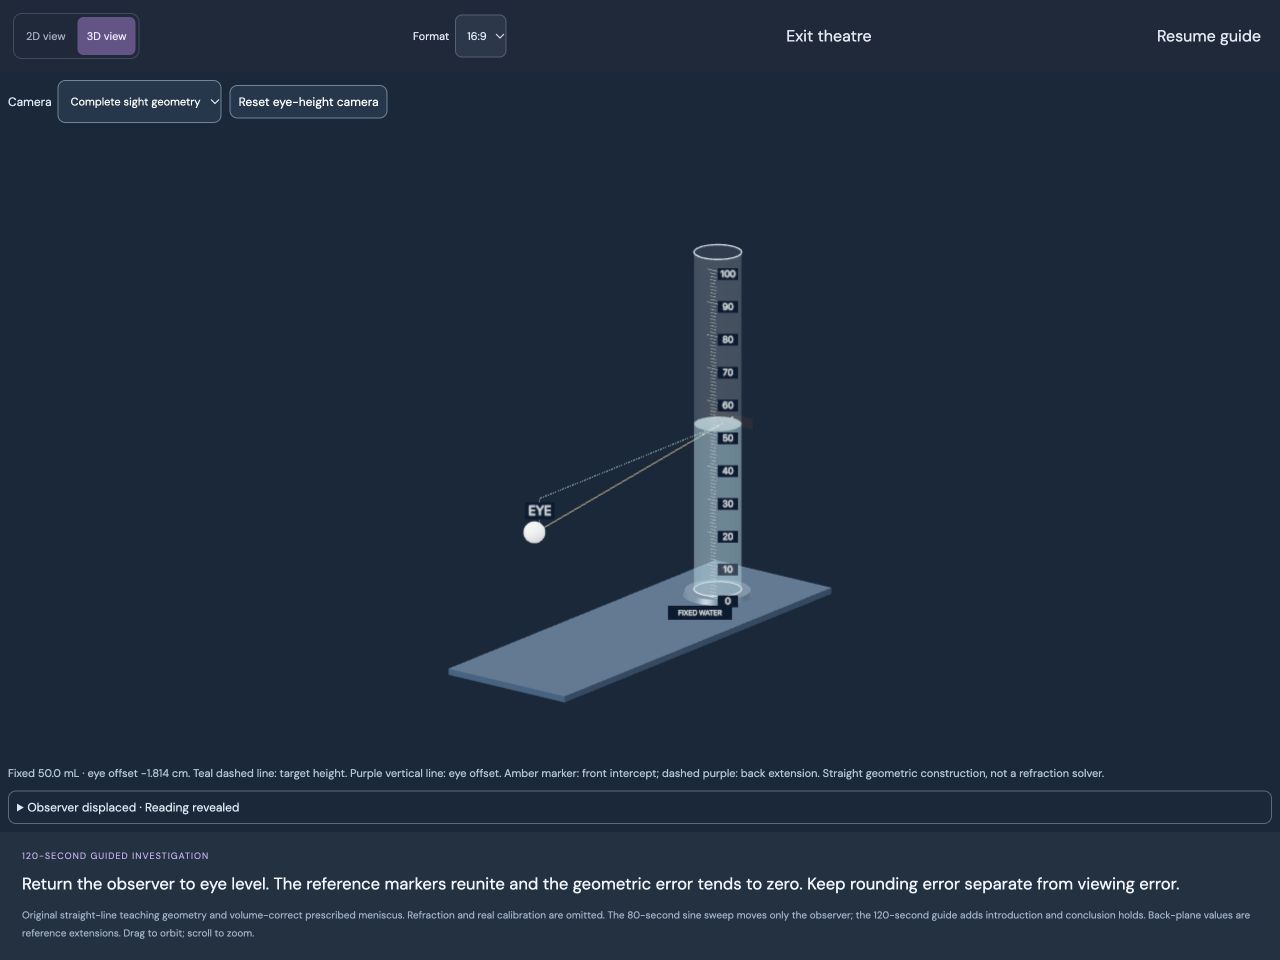 2D view
3D view
Format
16:9
Exit theatre
Resume guide
Camera
Complete sight geometry
Reset eye-height camera
100
90
80
70
60
50
40
30
20
10
0
EYE
FIXED WATER
Fixed 50.0 mL · eye offset -1.814 cm. Teal dashed line: target height. Purple vertical line: eye offset. Amber marker: front intercept; dashed purple: back extension. Straight geometric construction, not a refraction solver.
Observer displaced · Reading revealed
120-SECOND GUIDED INVESTIGATION
Return the observer to eye level. The reference markers reunite and the geometric error tends to zero. Keep rounding error separate from viewing error.
Original straight-line teaching geometry and volume-correct prescribed meniscus. Refraction and real calibration are omitted. The 80-second sine sweep moves only the observer; the 120-second guide adds introduction and conclusion holds. Back-plane values are
reference extensions. Drag to orbit; scroll to zoom.